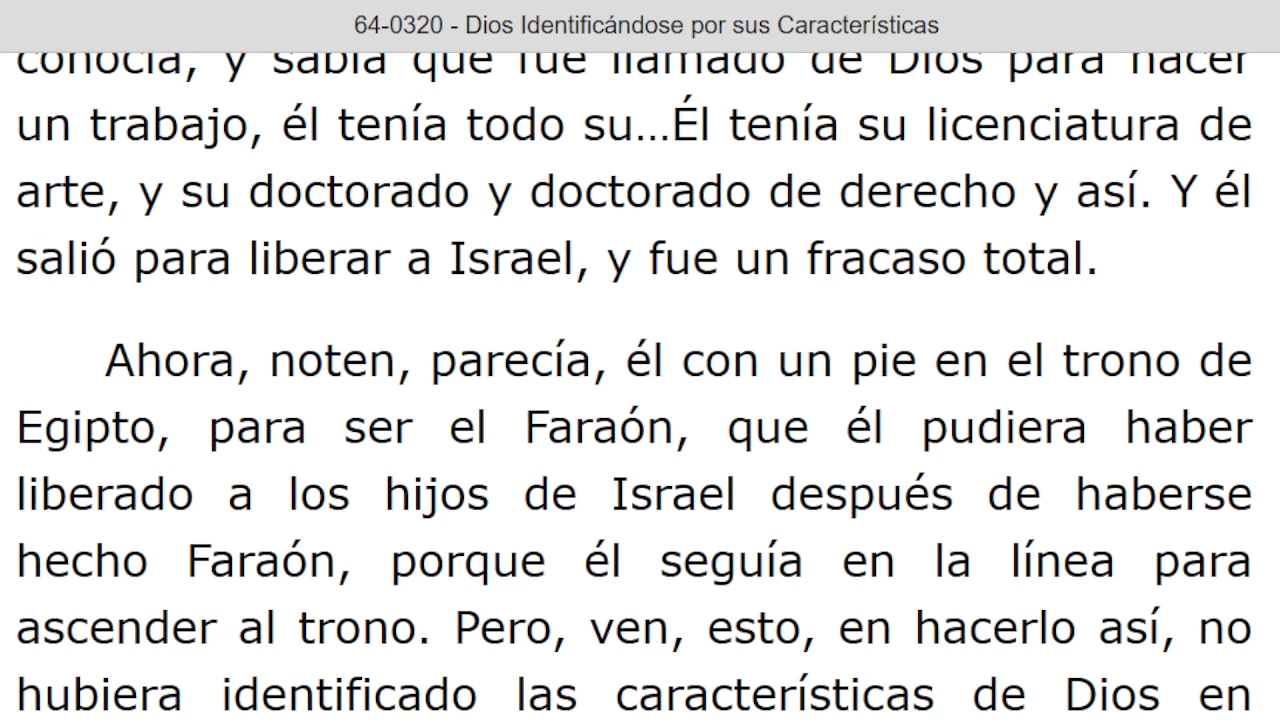 64-0320 - Dios Identificándose por sus Características
conocía, y sabía que fue llamado de Dios para hacer
un trabajo, él tenía todo su...Él tenía su licenciatura de
arte, y su doctorado y doctorado de derecho y así. Y él
salió para liberar a Israel, y fue un fracaso total.
Ahora, noten, parecía, él con un pie en el trono de
Egipto, para ser el Faraón, que él pudiera haber
liberado a los hijos de Israel después de haberse
hecho Faraón, porque él seguía en la línea para
ascender al trono. Pero, ven, esto, en hacerlo así, no
hubiera identificado las características de Dios en